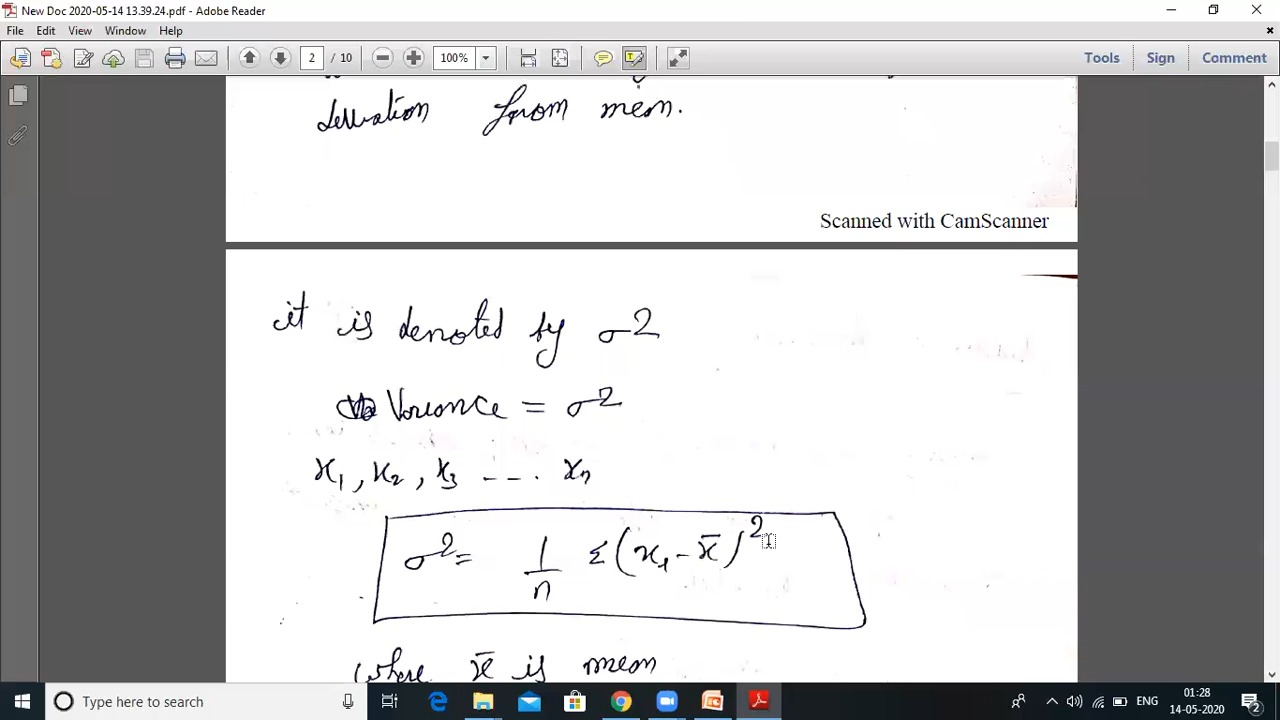 New Doc 2020-05-14 13.39.24.pdf - Adobe Reader
File Edit View Window Help
2 / 10 100% Tools Sign Comment
from mean.
Scanned with CamScanner
it is denoted by σ2
Variance = σ2
x1, x2, x3 --- . xn
σ2 = 1/n Σ(x1 - x̄)2
where x̄ is mean
Type here to search
ENG 01:28
14-05-2020
2